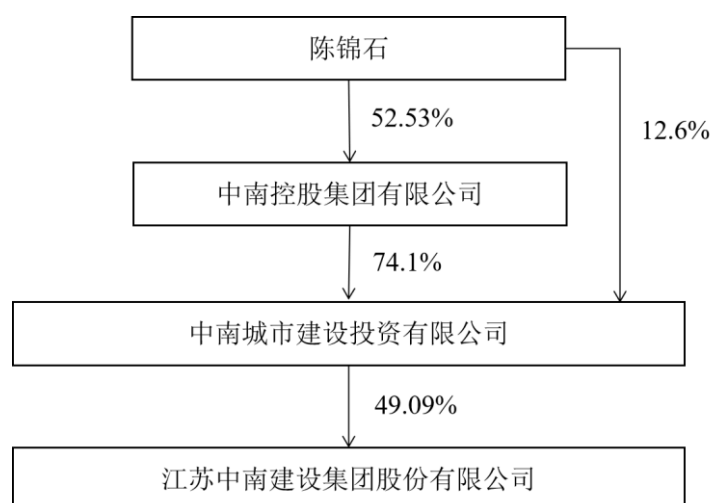 陈锦石
52.53%
12.6%
中南控股集团有限公司
74.1%
中南城市建设投资有限公司
49.09%
江苏中南建设集团股份有限公司